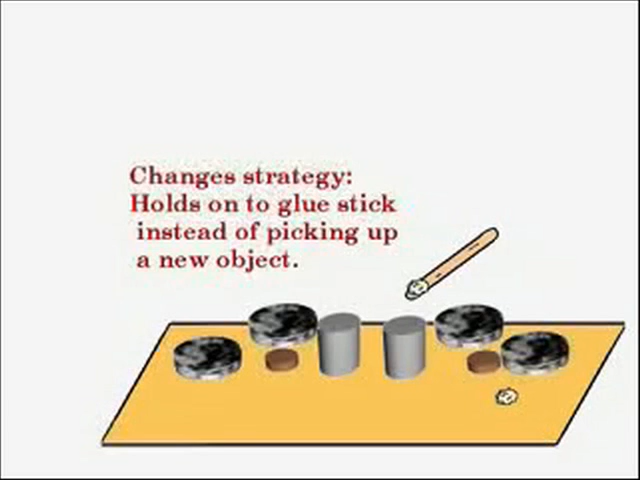 Changes strategy:
Holds on to glue stick
instead of picking up
a new object.